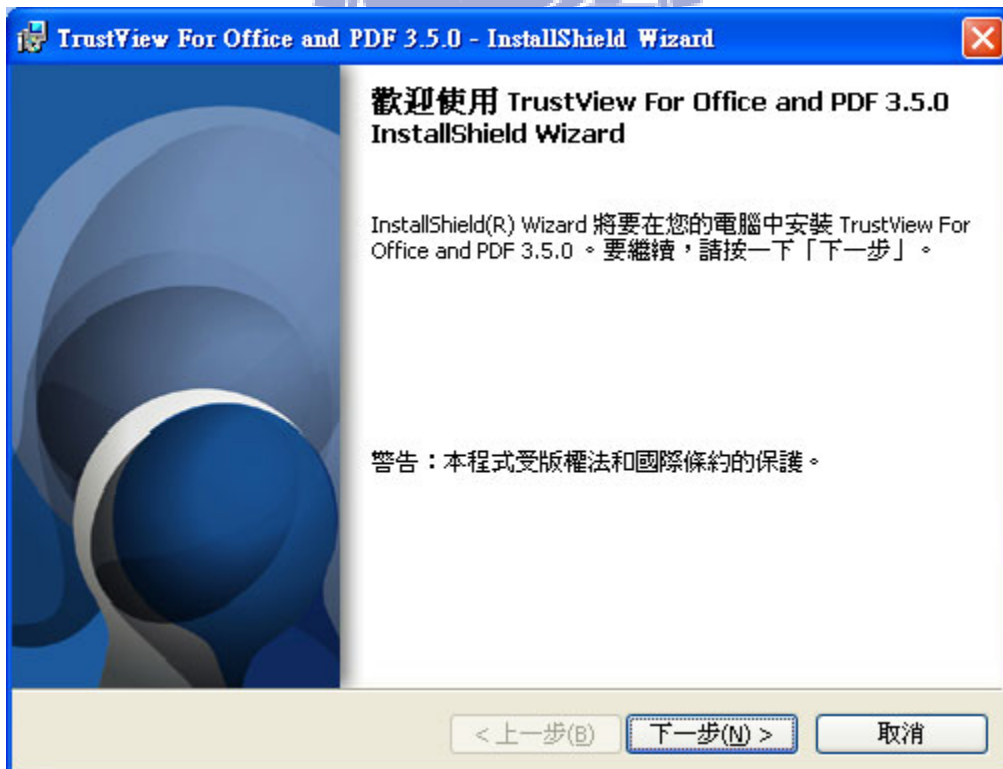 TrustView For Office and PDF 3.5.0 - InstallShield Wizard
歡迎使用 TrustView For Office and PDF 3.5.0
InstallShield Wizard
InstallShield(R) Wizard 將要在您的電腦中安裝 TrustView For
Office and PDF 3.5.0 。要繼續，請按一下「下一步」。
警告：本程式受版權法和國際條約的保護。
< 上一步(B)
下一步(N) >
取消